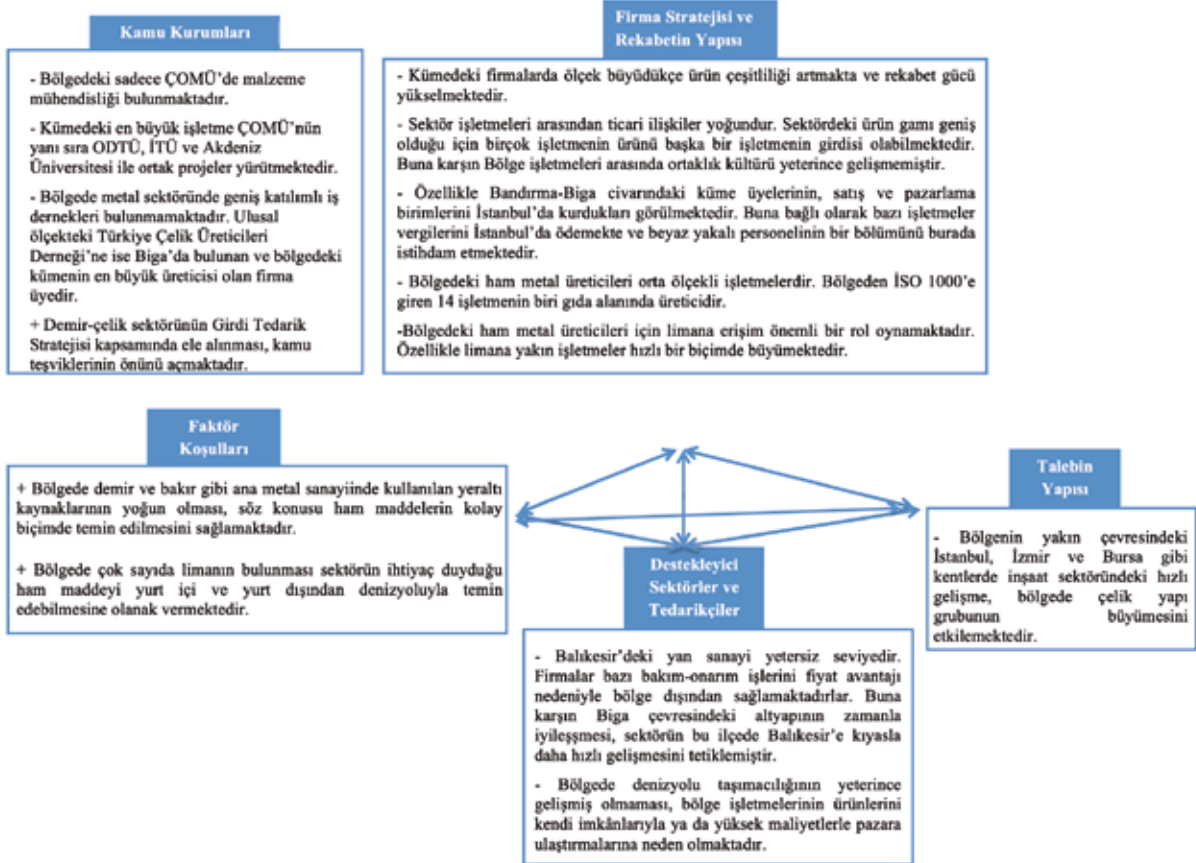 Kamu Kurumları
- Bölgedeki sadece ÇOMÜ’de malzeme
mühendisliği bulunmaktadır.
- Kümedeki en büyük işletme ÇOMÜ’nün
yanı sıra ODTÜ, İTÜ ve Akdeniz
Üniversitesi ile ortak projeler yürütmektedir.
- Bölgede metal sektöründe geniş katılımlı iş
dernekleri bulunmamaktadır. Ulusal
ölçekteki Türkiye Çelik Üreticileri
Derneği’ne ise Biga’da bulunan ve bölgedeki
kümenin en büyük üreticisi olan firma
üyedir.
+ Demir-çelik sektörünün Girdi Tedarik
Stratejisi kapsamında ele alınması, kamu
teşviklerinin önünü açmaktadır.
Firma Stratejisi ve
Rekabetin Yapısı
- Kümedeki firmalarda ölçek büyüdükçe ürün çeşitliliği artmakta ve rekabet gücü
yükselmektedir.
- Sektör işletmeleri arasından ticari ilişkiler yoğundur. Sektördeki ürün gamı geniş
olduğu için birçok işletmenin ürünü başka bir işletmenin girdisi olabilmektedir.
Buna karşın Bölge işletmeleri arasında ortaklık kültürü yeterince gelişmemiştir.
- Özellikle Bandırma-Biga civarındaki küme üyelerinin, satış ve pazarlama
birimlerini İstanbul’da kurdukları görülmektedir. Buna bağlı olarak bazı işletmeler
vergilerini İstanbul’da ödemekte ve beyaz yakalı personelinin bir bölümünü burada
istihdam etmektedir.
- Bölgedeki ham metal üreticileri orta ölçekli işletmelerdir. Bölgeden İSO 1000’e
giren 14 işletmenin biri gıda alanında üreticidir.
-Bölgedeki ham metal üreticileri için limana erişim önemli bir rol oynamaktadır.
Özellikle limana yakın işletmeler hızlı bir biçimde büyümektedir.
Faktör
Koşulları
+ Bölgede demir ve bakır gibi ana metal sanayiinde kullanılan yeraltı
kaynaklarının yoğun olması, söz konusu ham maddelerin kolay
biçimde temin edilmesini sağlamaktadır.
+ Bölgede çok sayıda limanın bulunması sektörün ihtiyaç duyduğu
ham maddeyi yurt içi ve yurt dışından denizyoluyla temin
edebilmesine olanak vermektedir.
Talebin
Yapısı
- Bölgenin yakın çevresindeki
İstanbul, İzmir ve Bursa gibi
kentlerde inşaat sektöründeki hızlı
gelişme, bölgede çelik yapı
grubunun büyümesini
etkilemektedir.
Destekleyici
Sektörler ve
Tedarikçiler
- Balıkesir’deki yan sanayi yetersiz seviyedir.
Firmalar bazı bakım-onarım işlerini fiyat avantajı
nedeniyle bölge dışından sağlamaktadırlar. Buna
karşın Biga çevresindeki altyapının zamanla
iyileşşmesi, sektörün bu ilçede Balıkesir’e kıyasla
daha hızlı gelişmesini tetiklemiştir.
- Bölgede denizyolu taşımacılığının yeterince
gelişmiş olmaması, bölge işletmelerinin ürünlerini
kendi imkânlarıyla ya da yüksek maliyetlerle pazara
ulaştırmalarına neden olmaktadır.